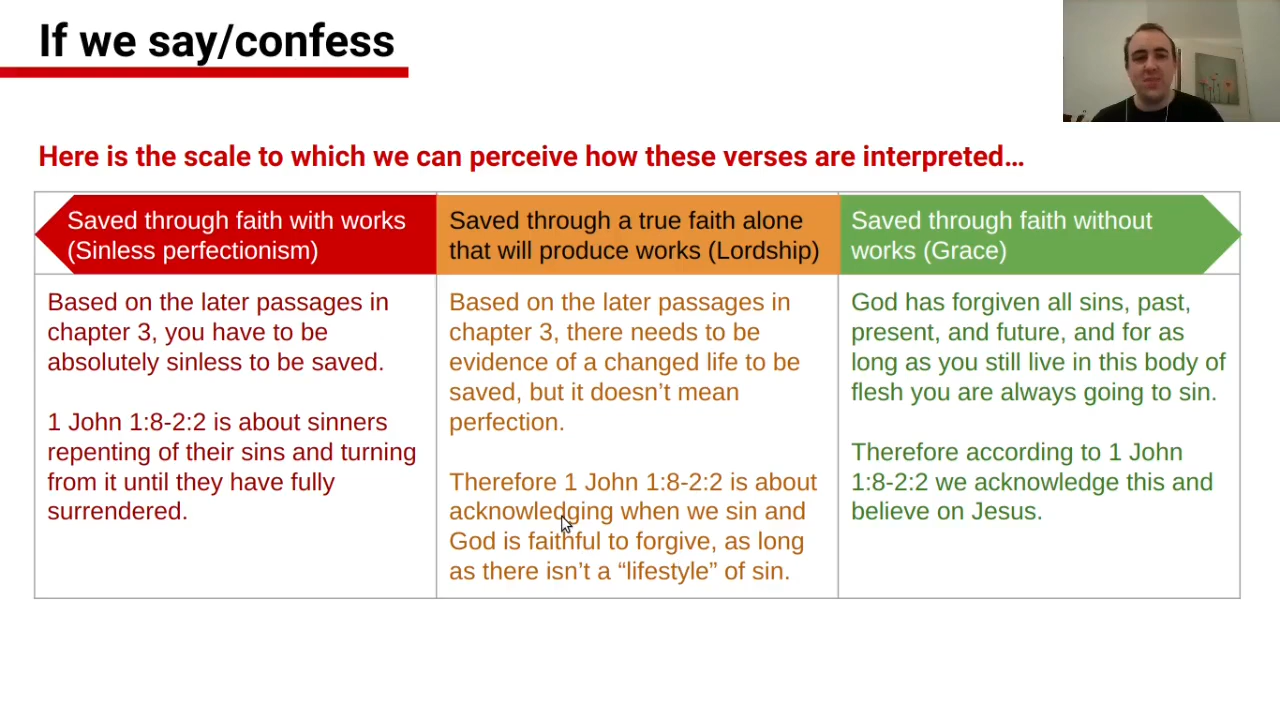 If we say/confess
Here is the scale to which we can perceive how these verses are interpreted…
Saved through faith with works
(Sinless perfectionism)
Saved through a true faith alone
that will produce works (Lordship)
Saved through faith without
works (Grace)
Based on the later passages in
chapter 3, you have to be
absolutely sinless to be saved.
1 John 1:8-2:2 is about sinners
repenting of their sins and turning
from it until they have fully
surrendered.
Based on the later passages in
chapter 3, there needs to be
evidence of a changed life to be
saved, but it doesn’t mean
perfection.
Therefore 1 John 1:8-2:2 is about
acknowledging when we sin and
God is faithful to forgive, as long
as there isn’t a “lifestyle” of sin.
God has forgiven all sins, past,
present, and future, and for as
long as you still live in this body of
flesh you are always going to sin.
Therefore according to 1 John
1:8-2:2 we acknowledge this and
believe on Jesus.